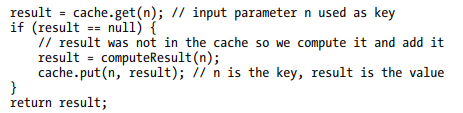 result = cache.get(n); // input parameter n used as key
if (result == null) {
    // result was not in the cache so we compute it and add it
    result = computeResult(n);
    cache.put(n, result); // n is the key, result is the value
}
return result;